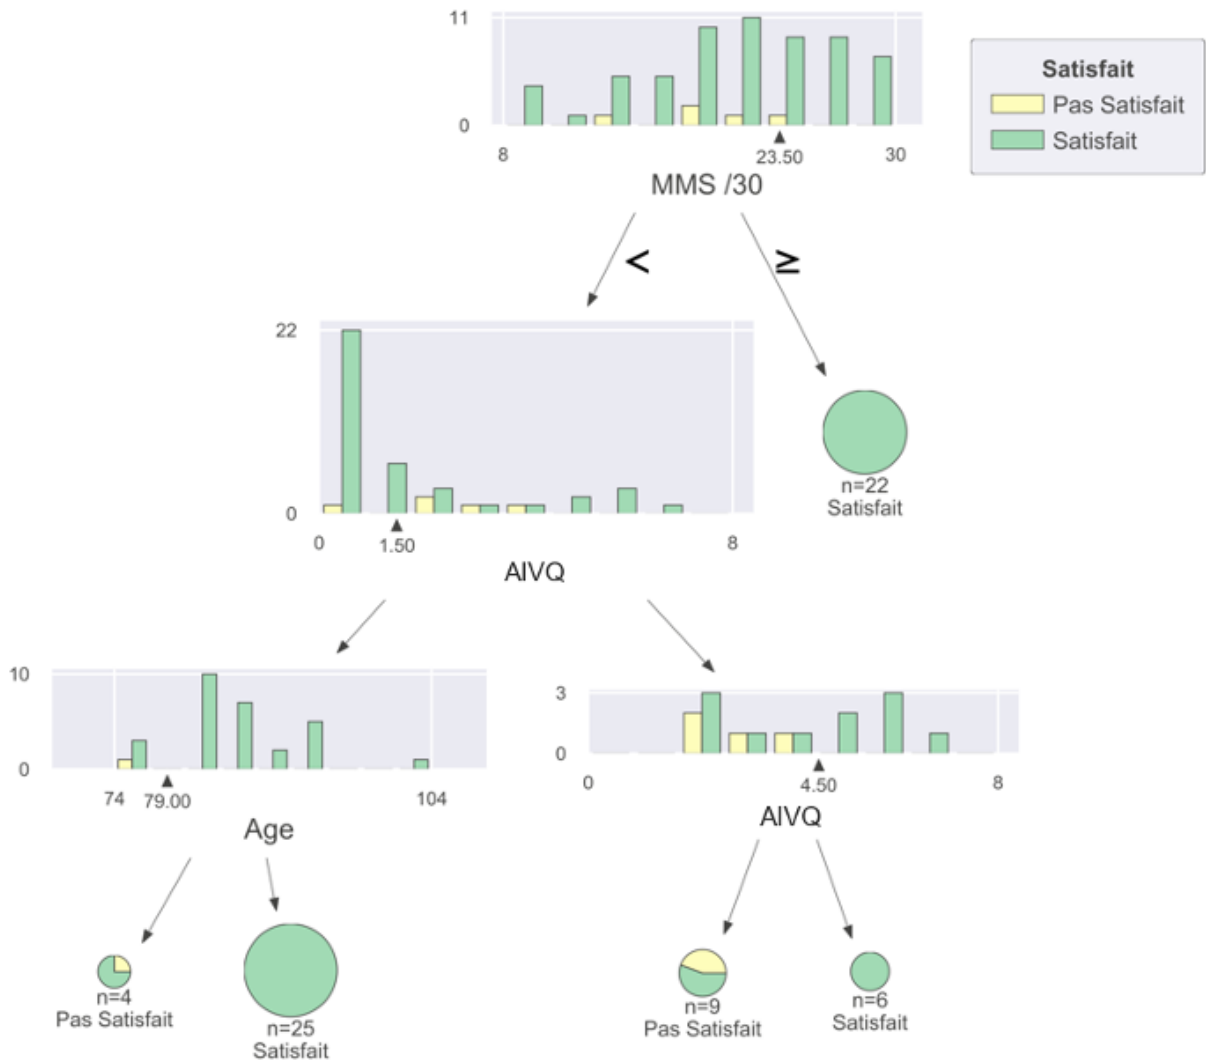 11
0
8
23.50
30
MMS /30
Satisfait
Pas Satisfait
Satisfait
<
≥
22
0
0
1.50
8
AIVQ
n=22
Satisfait
10
0
74
79.00
104
Age
3
0
0
4.50
8
AIVQ
n=4
Pas Satisfait
n=25
Satisfait
n=9
Pas Satisfait
n=6
Satisfait